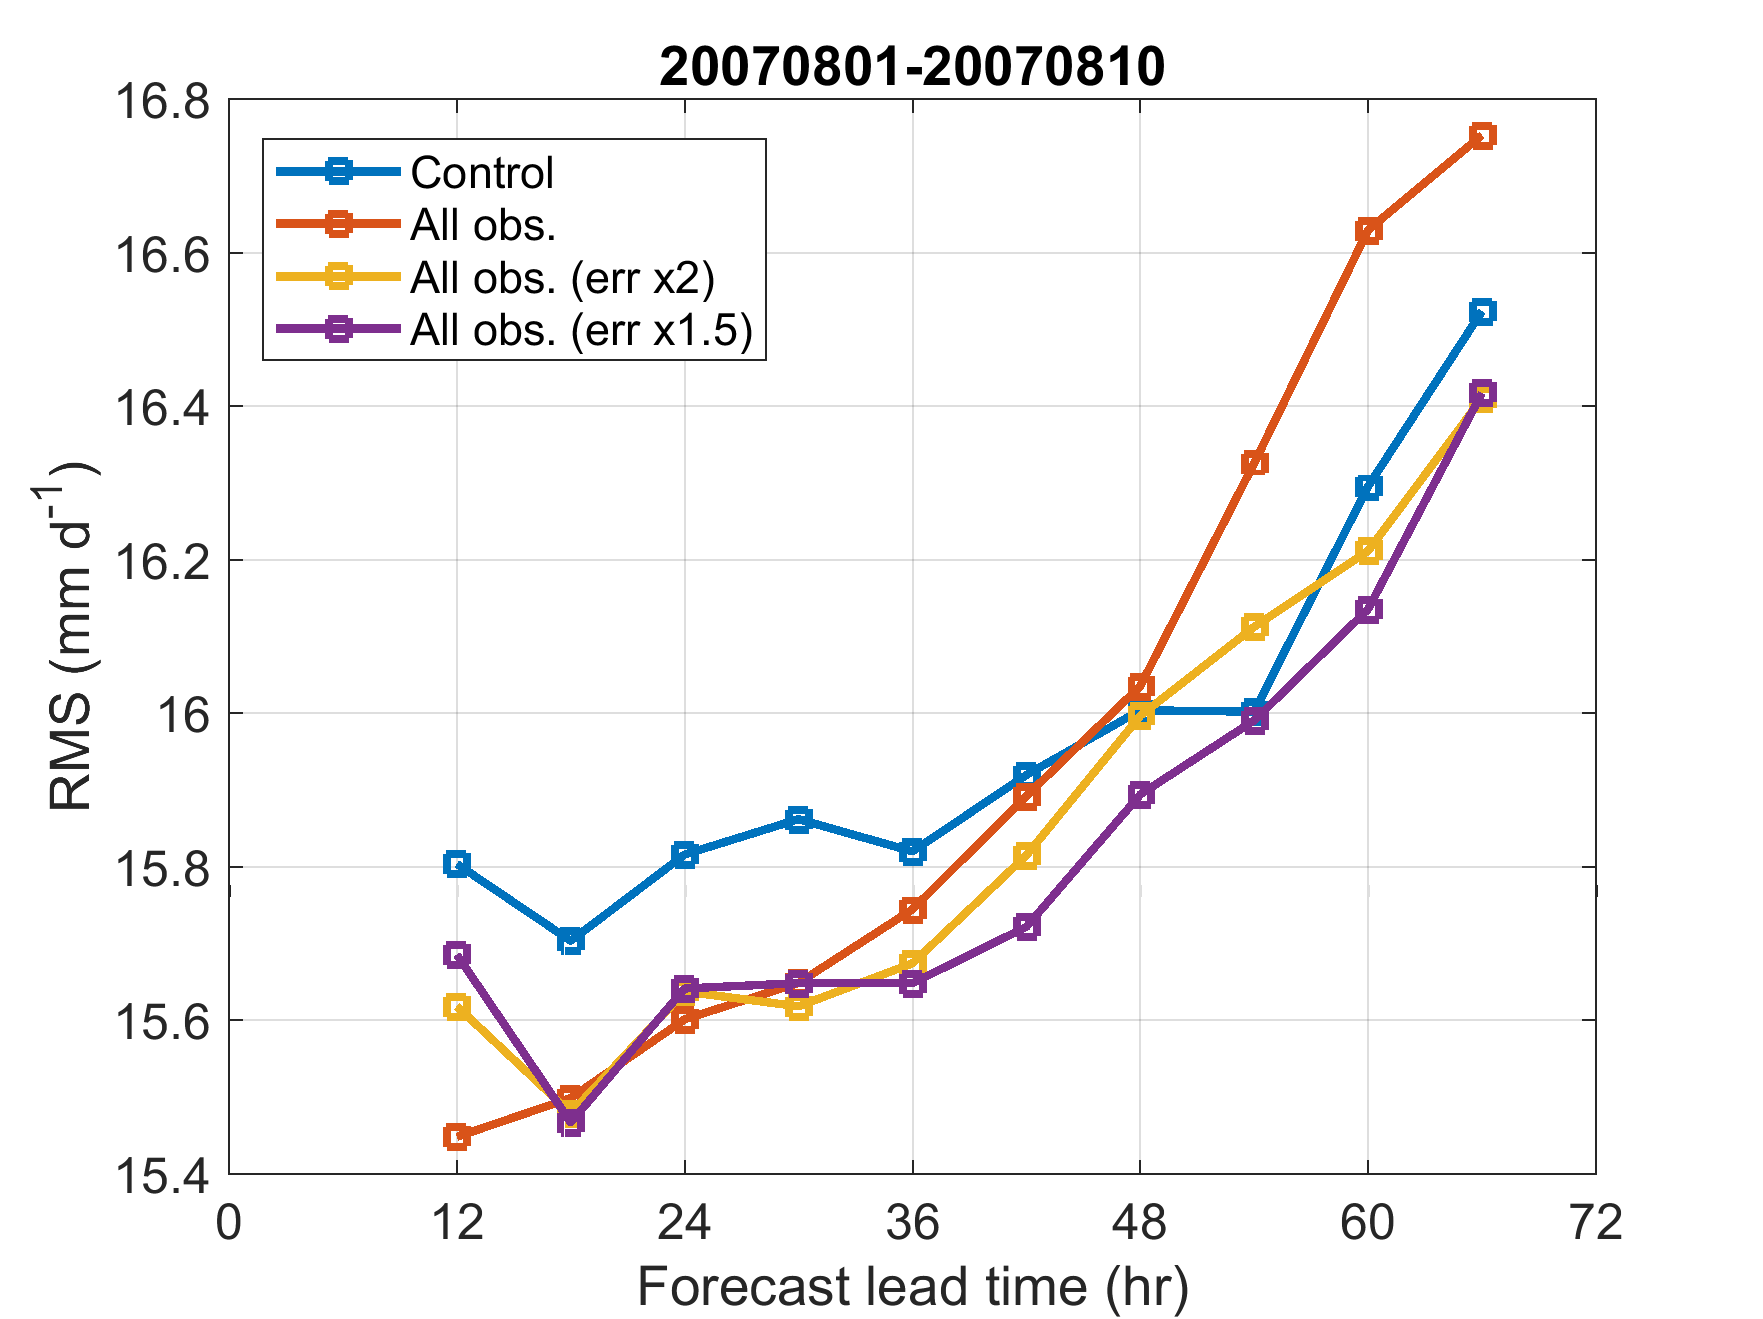 20070801-20070810
16.8
16.6
16.4
16.2
16
15.8
15.6
15.4
RMS (mm d-1)
Control
All obs.
All obs. (err x2)
All obs. (err x1.5)
0 12 24 36 48 60 72
Forecast lead time (hr)